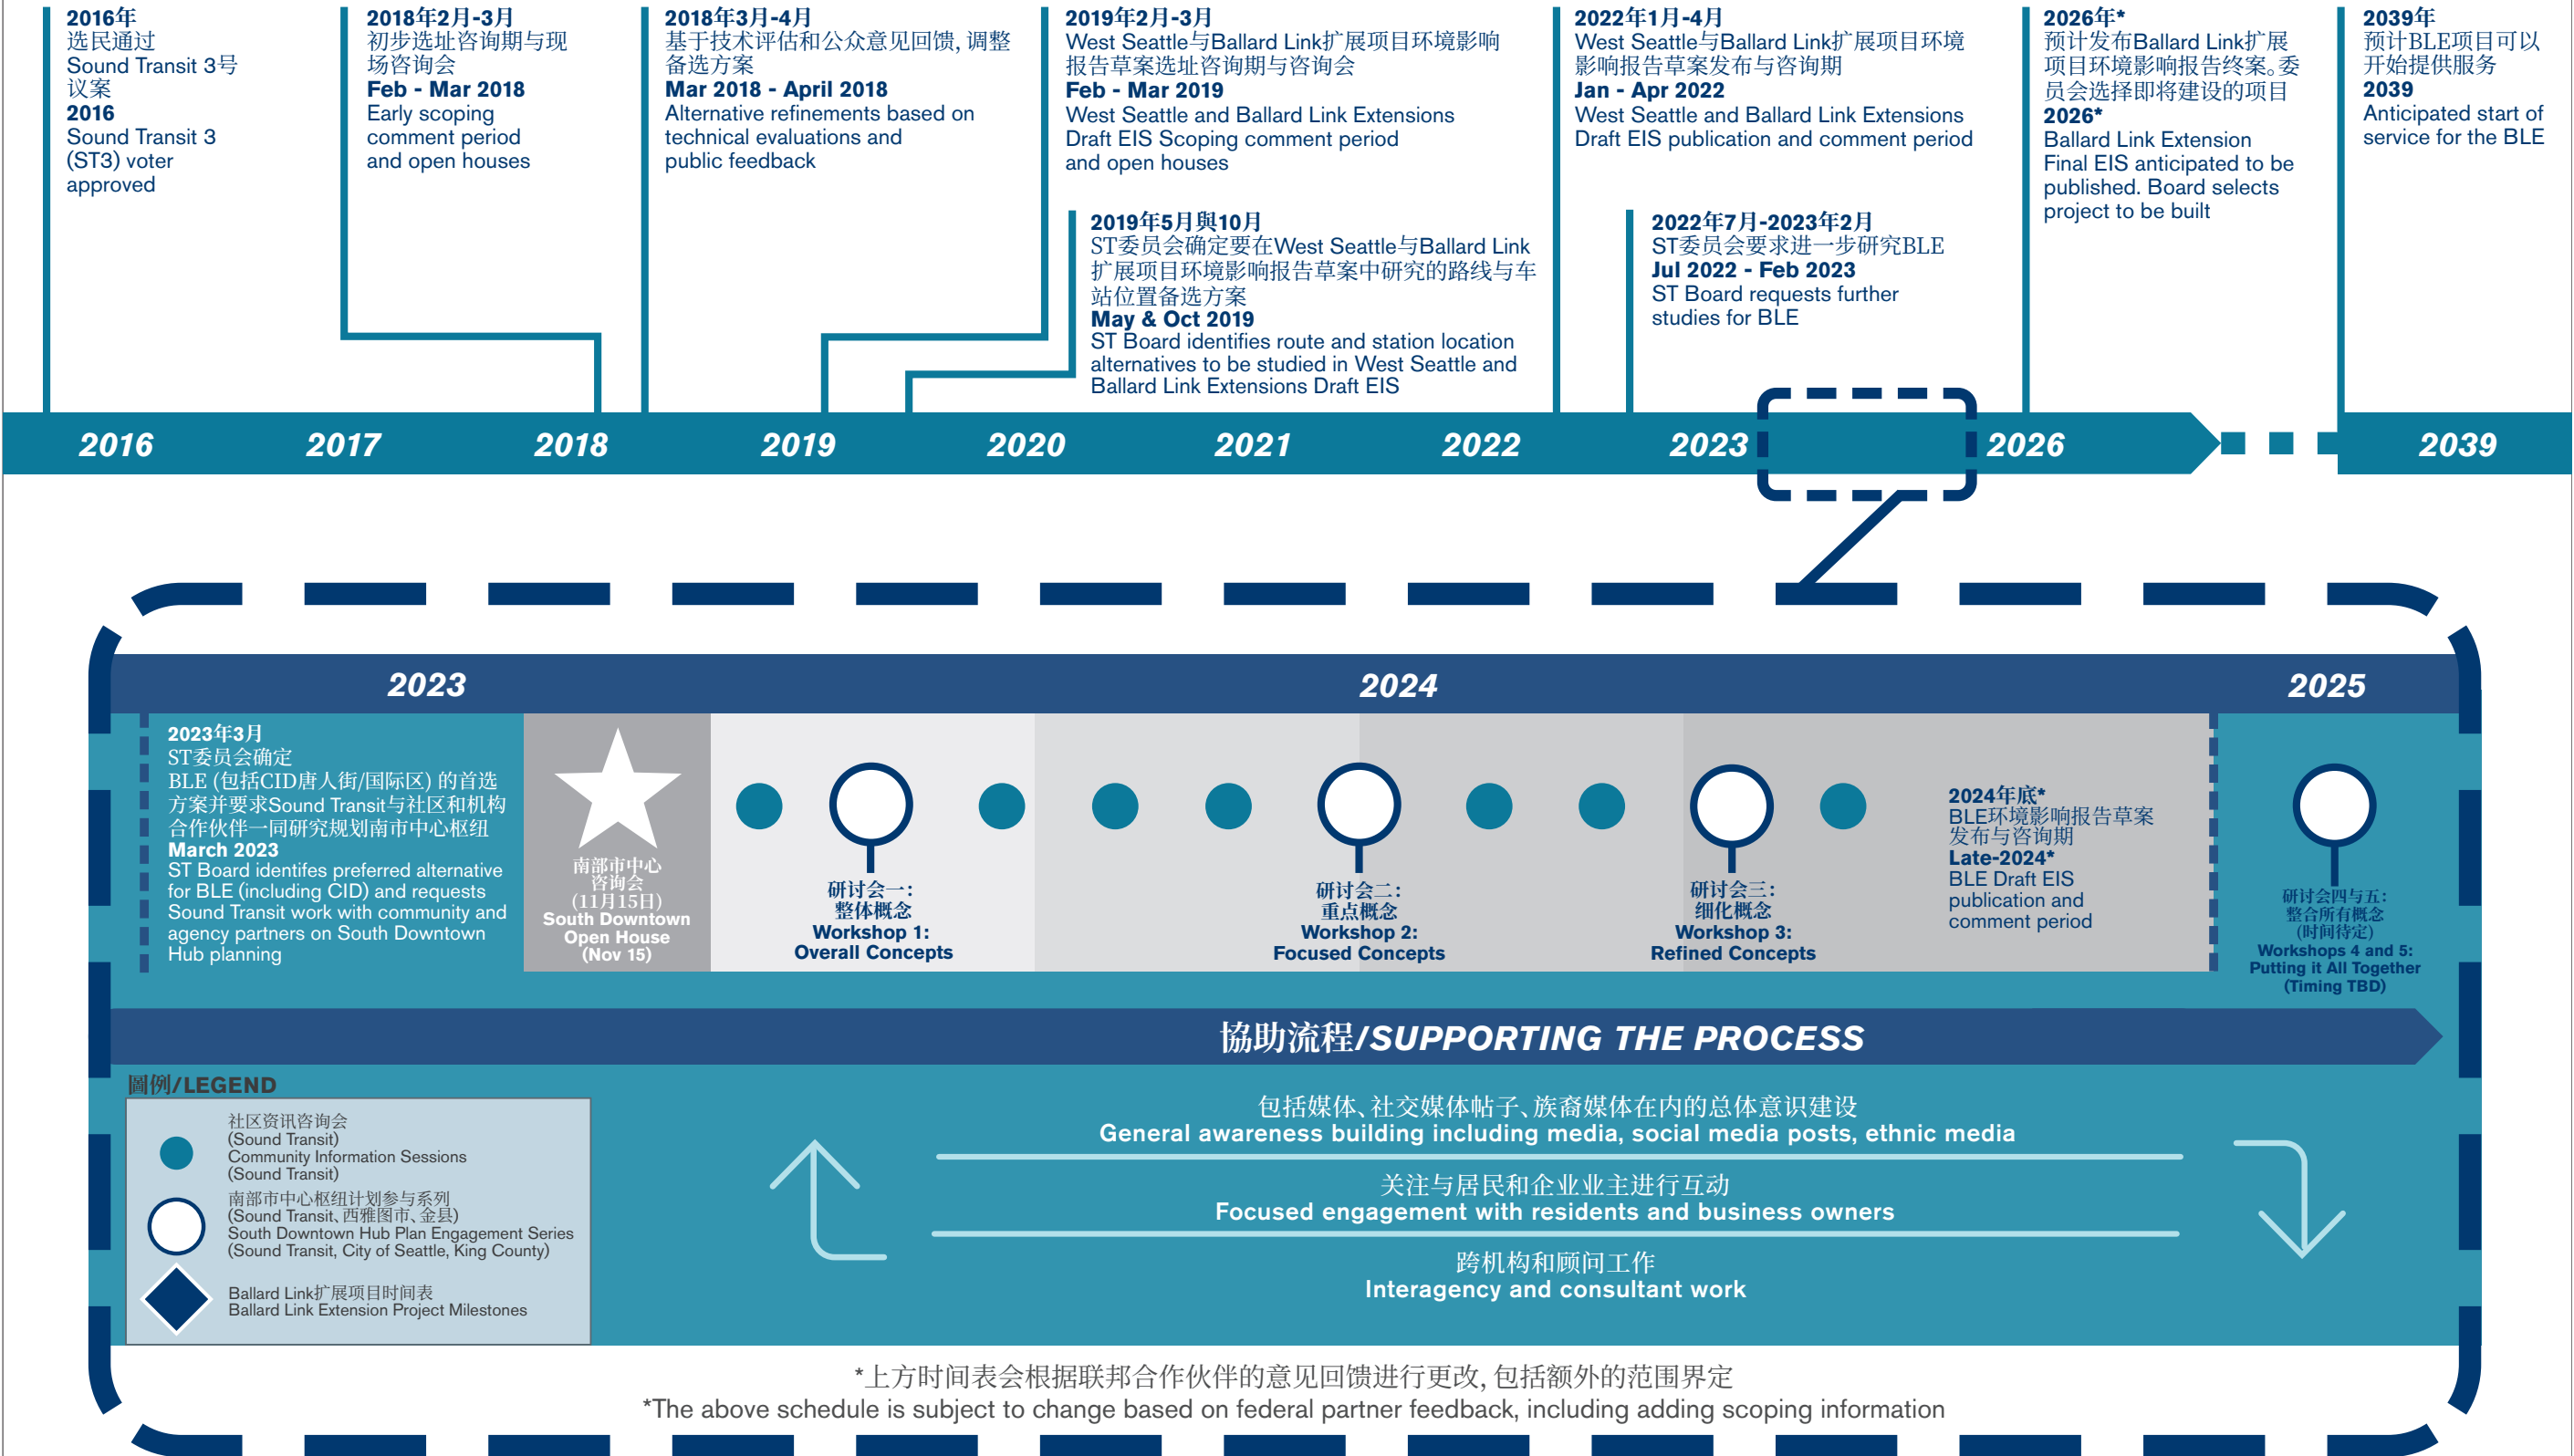 2016年
选民通过
Sound Transit 3号
议案
2016
Sound Transit 3
(ST3) voter
approved
2018年2月-3月
初步选址咨询期与现
场咨询会
Feb - Mar 2018
Early scoping
comment period
and open houses
2018年3月-4月
基于技术评估和公众意见回馈, 调整
备选方案
Mar 2018 - April 2018
Alternative refinements based on
technical evaluations and
public feedback
2019年2月-3月
West Seattle与Ballard Link扩展项目环境影响
报告草案选址咨询期与咨询会
Feb - Mar 2019
West Seattle and Ballard Link Extensions
Draft EIS Scoping comment period
and open houses
2019年5月與10月
ST委员会确定要在West Seattle与Ballard Link
扩展项目环境影响报告草案中研究的路线与车
站位置备选方案
May & Oct 2019
ST Board identifies route and station location
alternatives to be studied in West Seattle and
Ballard Link Extensions Draft EIS
2022年1月-4月
West Seattle与Ballard Link扩展项目环境
影响报告草案发布与咨询期
Jan - Apr 2022
West Seattle and Ballard Link Extensions
Draft EIS publication and comment period
2022年7月-2023年2月
ST委员会要求进一步研究BLE
Jul 2022 - Feb 2023
ST Board requests further
studies for BLE
2026年*
预计发布Ballard Link扩展
项目环境影响报告终案。委
员会选择即将建设的项目
2026*
Ballard Link Extension
Final EIS anticipated to be
published. Board selects
project to be built
2039年
预计BLE项目可以
开始提供服务
2039
Anticipated start of
service for the BLE
2016 2017 2018 2019 2020 2021 2022 2023 2026 2039
2023 2024 2025
2023年3月
ST委员会确定
BLE (包括CID唐人街/国际区) 的首选
方案并要求Sound Transit与社区和机构
合作伙伴一同研究规划南市中心枢纽
March 2023
ST Board identifes preferred alternative
for BLE (including CID) and requests
Sound Transit work with community and
agency partners on South Downtown
Hub planning
南部市中心
咨询会
(11月15日)
South Downtown
Open House
(Nov 15)
研讨会一:
整体概念
Workshop 1:
Overall Concepts
研讨会二:
重点概念
Workshop 2:
Focused Concepts
研讨会三:
细化概念
Workshop 3:
Refined Concepts
2024年底*
BLE环境影响报告草案
发布与咨询期
Late-2024*
BLE Draft EIS
publication and
comment period
研讨会四与五:
整合所有概念
(时间待定)
Workshops 4 and 5:
Putting it All Together
(Timing TBD)
協助流程/SUPPORTING THE PROCESS
圖例/LEGEND
社区资讯咨询会
(Sound Transit)
Community Information Sessions
(Sound Transit)
南部市中心枢纽计划参与系列
(Sound Transit、西雅图市、金县)
South Downtown Hub Plan Engagement Series
(Sound Transit, City of Seattle, King County)
Ballard Link扩展项目时间表
Ballard Link Extension Project Milestones
包括媒体、社交媒体帖子、族裔媒体在内的总体意识建设
General awareness building including media, social media posts, ethnic media
关注与居民和企业业主进行互动
Focused engagement with residents and business owners
跨机构和顾问工作
Interagency and consultant work
*上方时间表会根据联邦合作伙伴的意见回馈进行更改, 包括额外的范围界定
*The above schedule is subject to change based on federal partner feedback, including adding scoping information